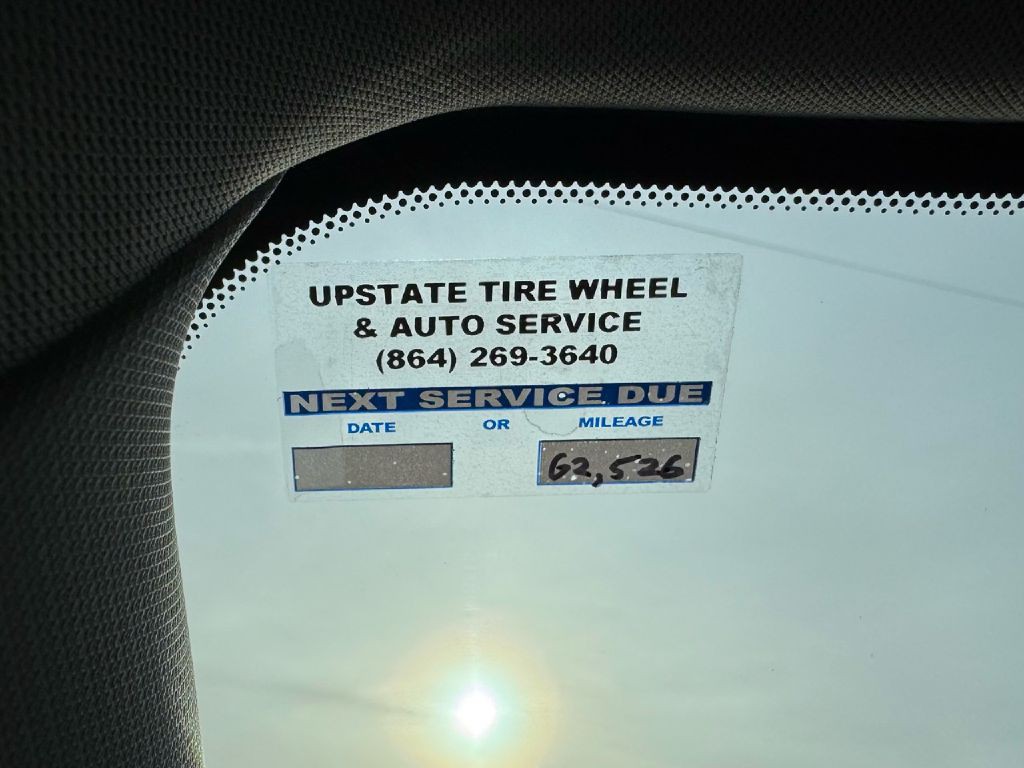 UPSTATE TIRE WHEEL
& AUTO SERVICE
(864) 269-3640
NEXT SERVICE DUE
DATE OR MILEAGE
62,526